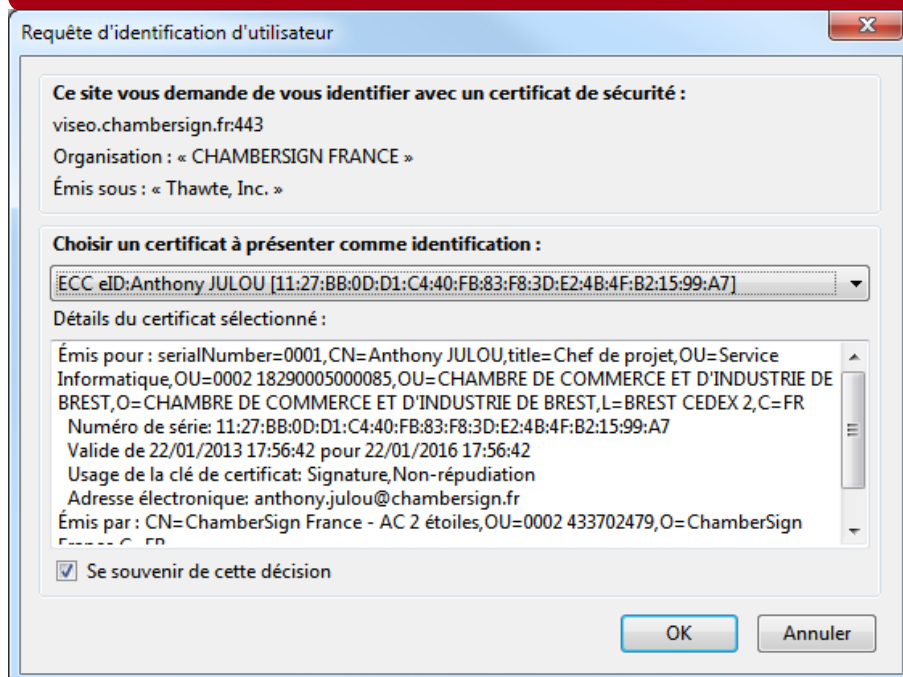 Requête d'identification d'utilisateur
Ce site vous demande de vous identifier avec un certificat de sécurité :
viseo.chambersign.fr:443
Organisation : « CHAMBERSIGN FRANCE »
Émis sous : « Thawte, Inc. »
Choisir un certificat à présenter comme identification :
ECC eID:Anthony JULOU [11:27:BB:0D:D1:C4:40:FB:83:F8:3D:E2:4B:4F:B2:15:99:A7]
Détails du certificat sélectionné :
Émis pour : serialNumber=0001,CN=Anthony JULOU,title=Chef de projet,OU=Service
Informatique,OU=0002 18290005000085,OU=CHAMBRE DE COMMERCE ET D'INDUSTRIE DE
BREST,O=CHAMBRE DE COMMERCE ET D'INDUSTRIE DE BREST,L=BREST CEDEX 2,C=FR
Numéro de série: 11:27:BB:0D:D1:C4:40:FB:83:F8:3D:E2:4B:4F:B2:15:99:A7
Valide de 22/01/2013 17:56:42 pour 22/01/2016 17:56:42
Usage de la clé de certificat: Signature,Non-répudiation
Adresse électronique: anthony.julou@chambersign.fr
Émis par : CN=ChamberSign France - AC 2 étoiles,OU=0002 433702479,O=ChamberSign
Se souvenir de cette décision
OK
Annuler